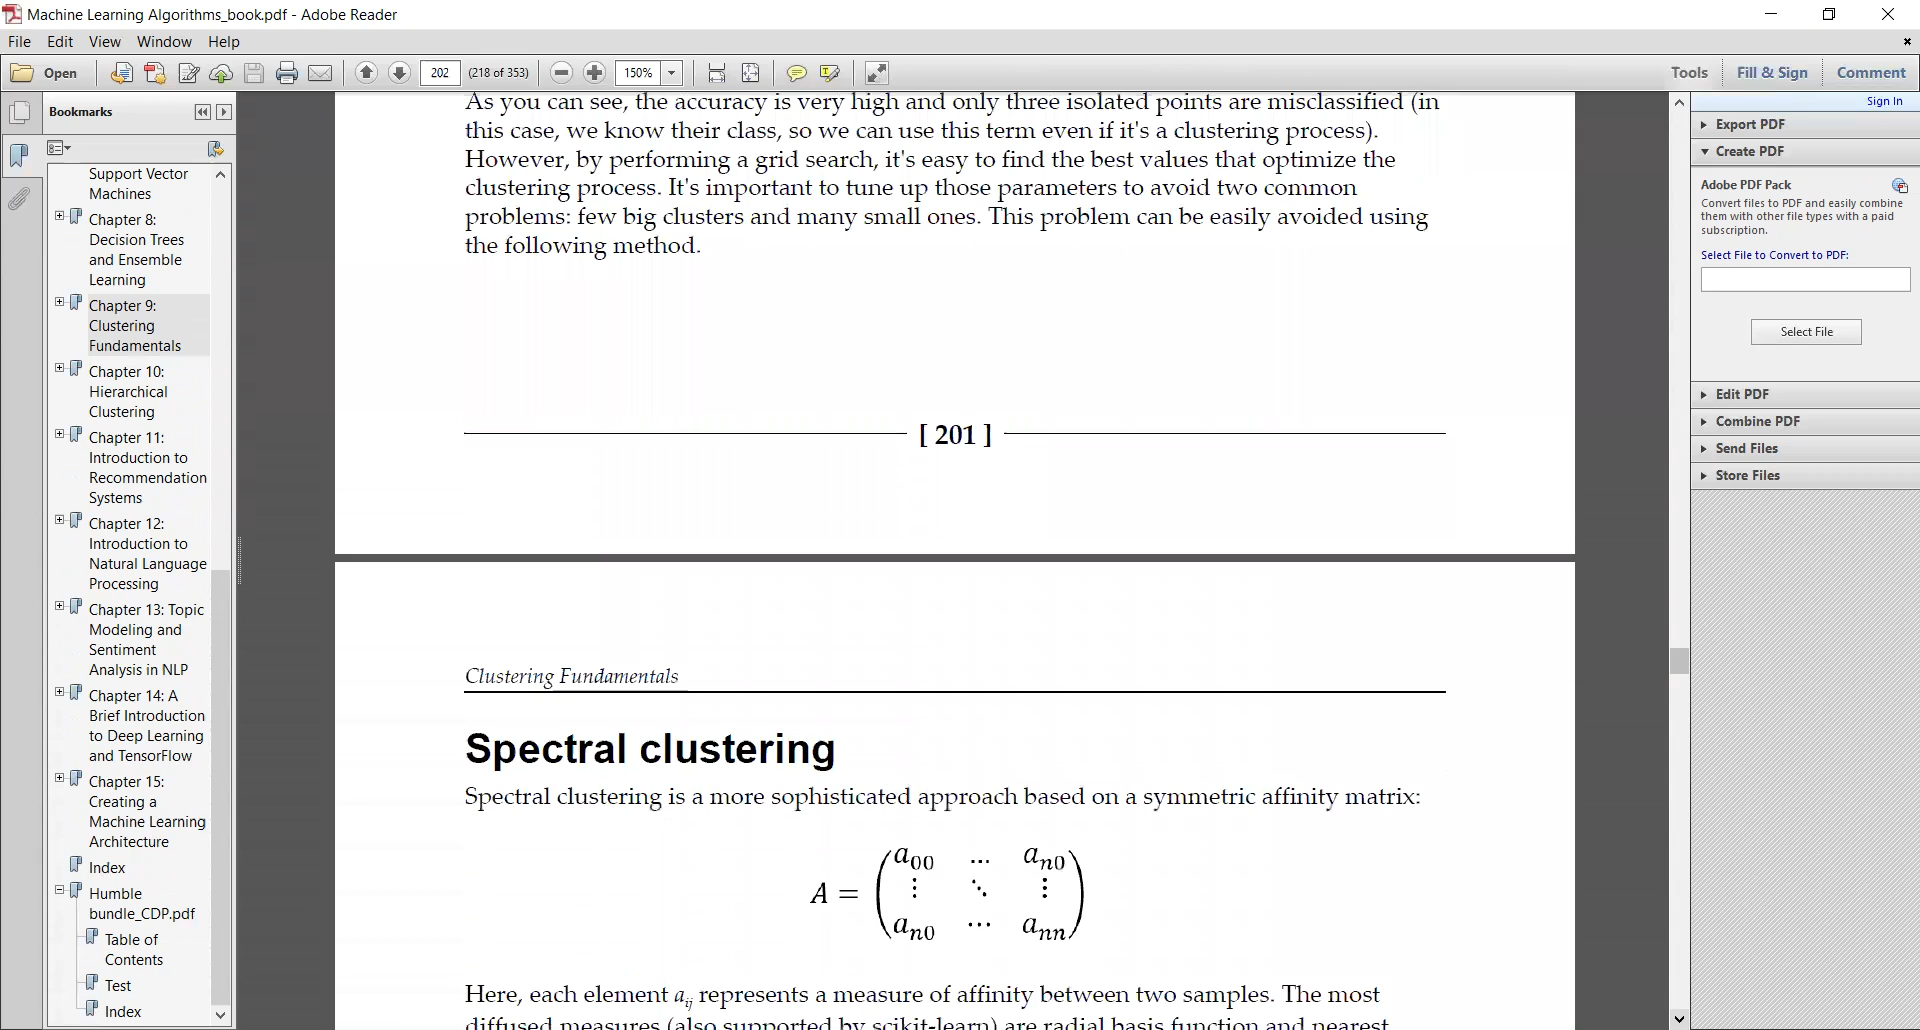 Machine Learning Algorithms_book.pdf - Adobe Reader
File Edit View Window Help
Open 202 (218 of 353) 150% Tools Fill & Sign Comment
Bookmarks
Support Vector
Machines
Chapter 8:
Decision Trees
and Ensemble
Learning
Chapter 9:
Clustering
Fundamentals
Chapter 10:
Hierarchical
Clustering
Chapter 11:
Introduction to
Recommendation
Systems
Chapter 12:
Introduction to
Natural Language
Processing
Chapter 13: Topic
Modeling and
Sentiment
Analysis in NLP
Chapter 14: A
Brief Introduction
to Deep Learning
and TensorFlow
Chapter 15:
Creating a
Machine Learning
Architecture
Index
Humble
bundle_CDP.pdf
Table of
Contents
Test
Index
As you can see, the accuracy is very high and only three isolated points are misclassified (in
this case, we know their class, so we can use this term even if it's a clustering process).
However, by performing a grid search, it's easy to find the best values that optimize the
clustering process. It's important to tune up those parameters to avoid two common
problems: few big clusters and many small ones. This problem can be easily avoided using
the following method.
[ 201 ]
Clustering Fundamentals
Spectral clustering
Spectral clustering is a more sophisticated approach based on a symmetric affinity matrix:
a00 ... an0
A = ⋮ ⋱ ⋮
an0 ⋯ ann
Here, each element aij represents a measure of affinity between two samples. The most
diffused measures (also supported by scikit-learn) are radial basis function and nearest
Sign In
Export PDF
Create PDF
Adobe PDF Pack
Convert files to PDF and easily combine
them with other file types with a paid
subscription.
Select File to Convert to PDF:
Select File
Edit PDF
Combine PDF
Send Files
Store Files